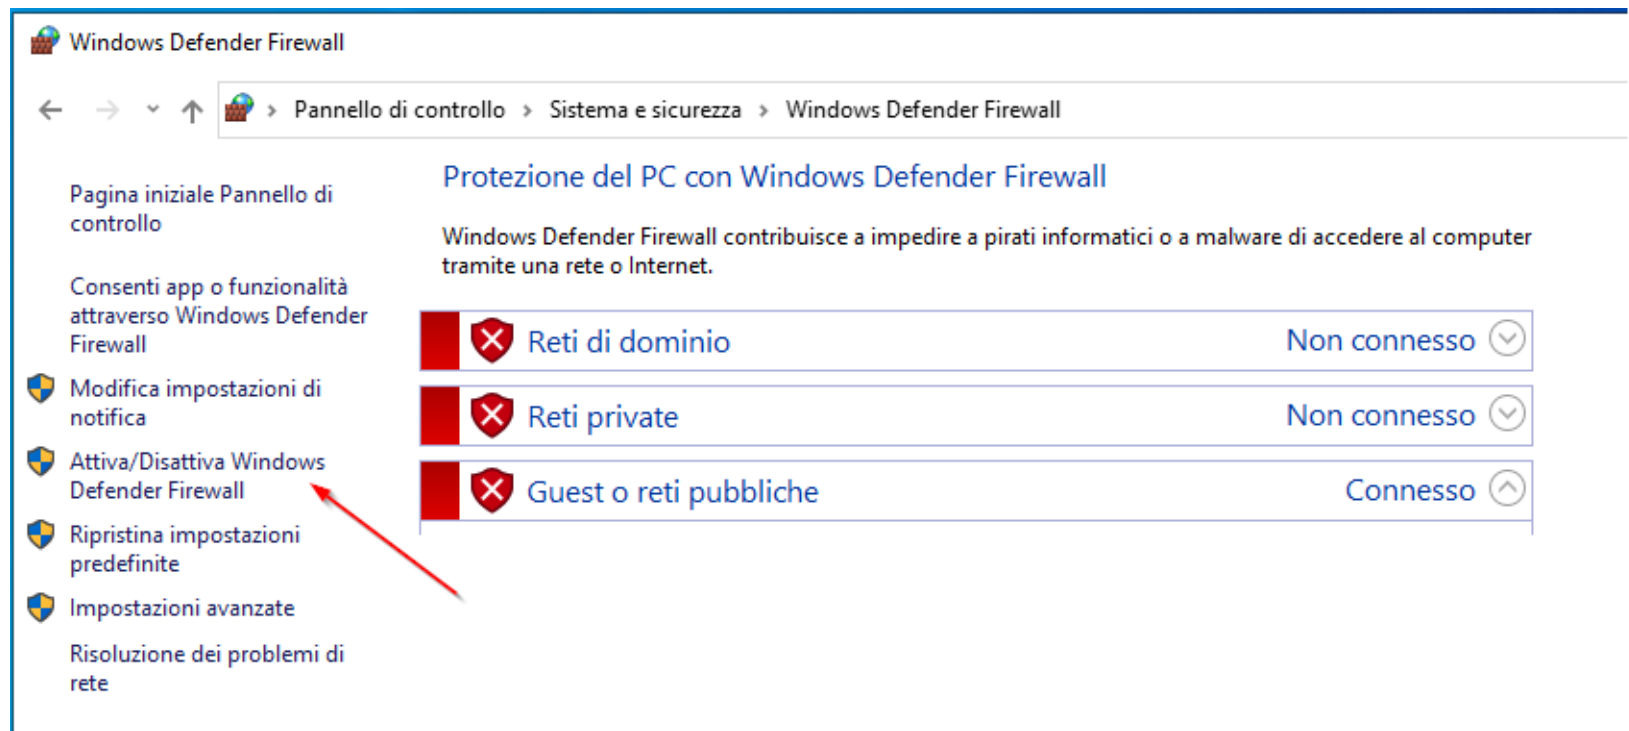 Windows Defender Firewall
Pannello di controllo > Sistema e sicurezza > Windows Defender Firewall
Pagina iniziale Pannello di
controllo
Consenti app o funzionalità
attraverso Windows Defender
Firewall
Modifica impostazioni di
notifica
Attiva/Disattiva Windows
Defender Firewall
Ripristina impostazioni
predefinite
Impostazioni avanzate
Risoluzione dei problemi di
rete
Protezione del PC con Windows Defender Firewall
Windows Defender Firewall contribuisce a impedire a pirati informatici o a malware di accedere al computer
tramite una rete o Internet.
Reti di dominio Non connesso
Reti private Non connesso
Guest o reti pubbliche Connesso